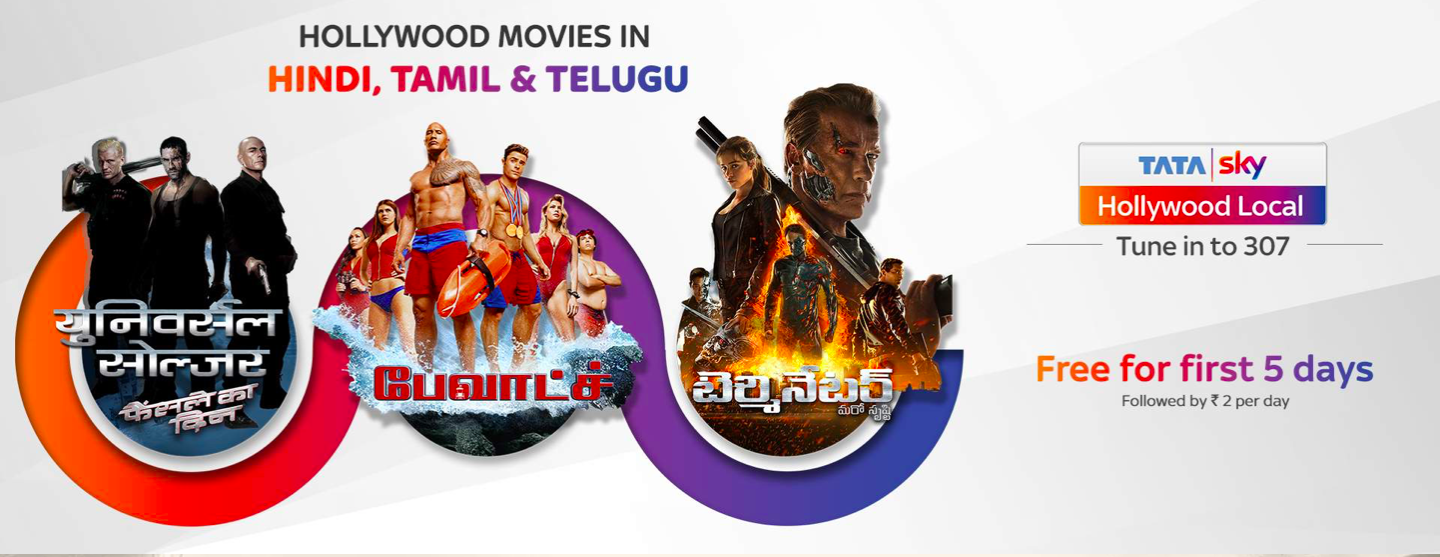 HOLLYWOOD MOVIES IN
HINDI, TAMIL & TELUGU
युनिवर्सल
सोल्जर
फैसले का
दिन
பேவாட்ச்
టెర్మినేటర్
మరో సృష్టి
TATA sky
Hollywood Local
Tune in to 307
Free for first 5 days
Followed by ₹ 2 per day